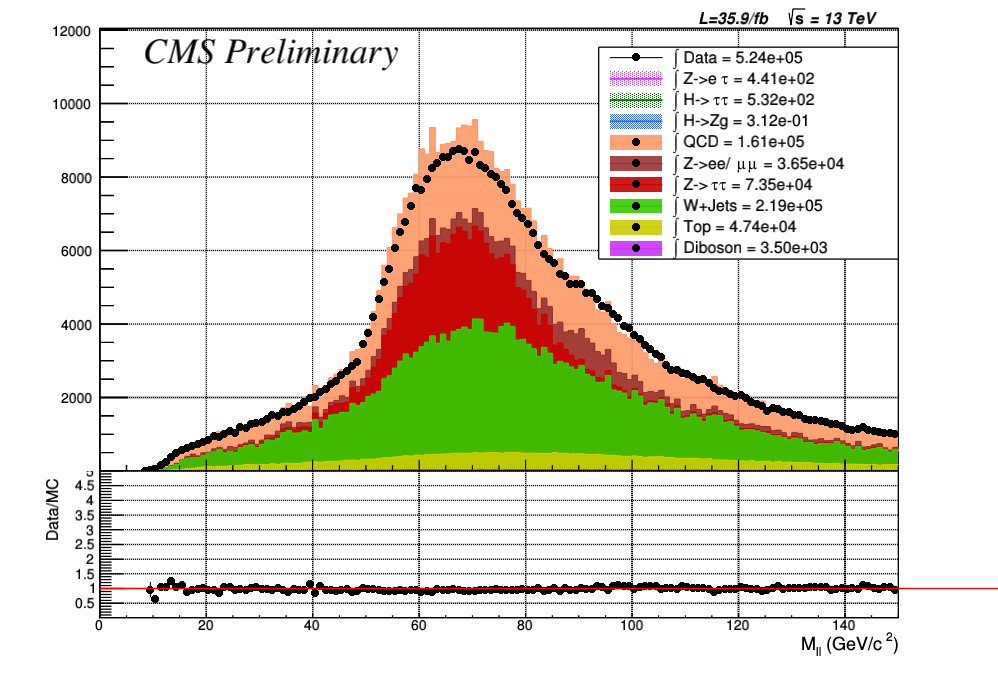 L=35.9/fb √s = 13 TeV
CMS Preliminary
12000
10000
8000
6000
4000
2000
∫ Data = 5.24e+05
∫ Z->e τ = 4.41e+02
∫ H-> ττ = 5.32e+02
∫ H->Zg = 3.12e-01
∫ QCD = 1.61e+05
∫ Z->ee/ μμ = 3.65e+04
∫ Z-> ττ = 7.35e+04
∫ W+Jets = 2.19e+05
∫ Top = 4.74e+04
∫ Diboson = 3.50e+03
Data/MC
5
4.5
4
3.5
3
2.5
2
1.5
1
0.5
0 20 40 60 80 100 120 140
M_ll (GeV/c²)